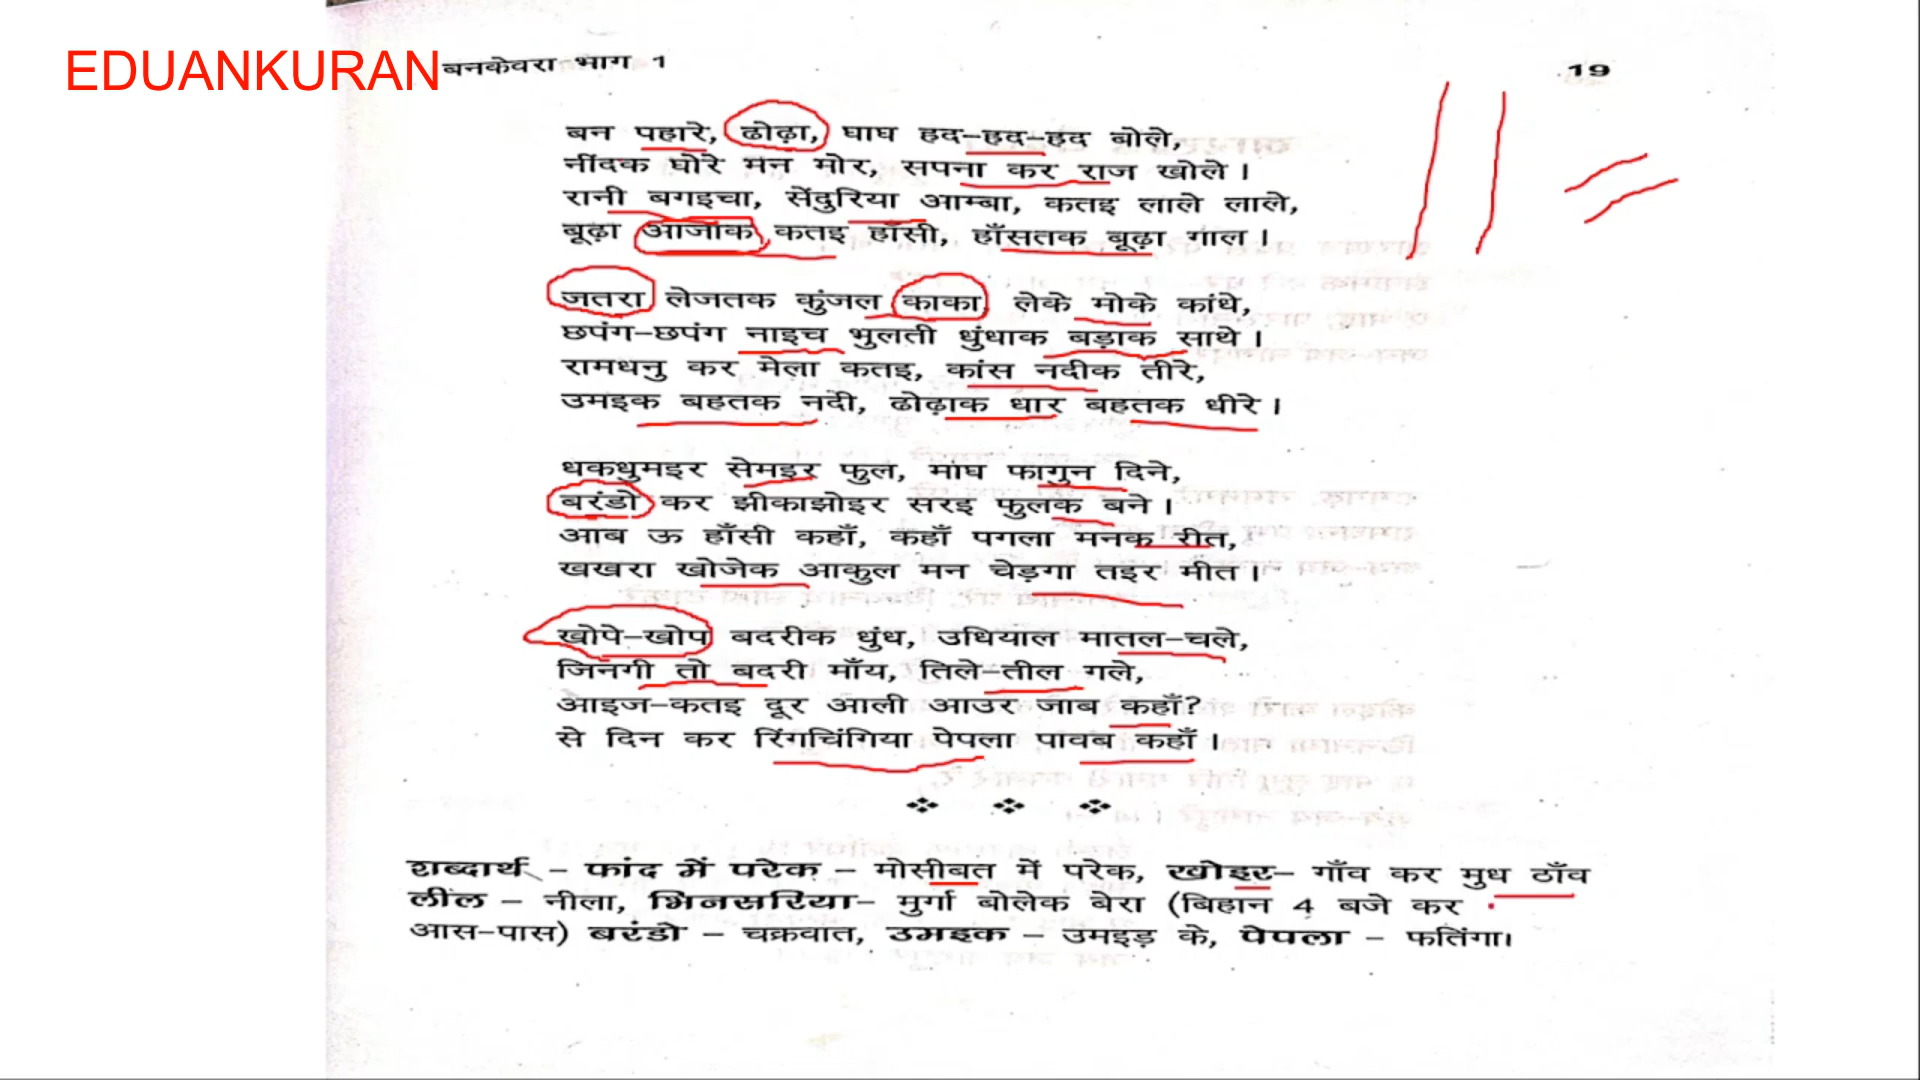 EDUANKURAN
बनकेवरा भाग 1
19
बन पहारे, ढोढ़ा, घाघ हद-हद-हद बोले,
नींदक घोरे मन मोर, सपना कर राज खोले।
रानी बगइचा, सेंदुरिया आम्बा, कतइ लाले लाले,
बूढ़ा आजाक कतइ हाँसी, हाँसतक बूढ़ा गाल।
जतरा लेजतक कुंजल काका, लेके मोके कांधे,
छपंग-छपंग नाइच भुलती धुंधाक बड़ाक साथे।
रामधनु कर मेला कतइ, कांस नदीक तीरे,
उमइक बहतक नदी, ढोढ़ाक धार बहतक धीरे।
धकधुमइर सेमइर फुल, माघ फागुन दिने,
बरंडो कर झीकाझोइर सरइ फुलक बने।
आब ऊ हाँसी कहाँ, कहाँ पगला मनक रीत,
खखरा खोजेक आकुल मन चेड़गा तइर मीत।
खोपे-खोप बदरीक धुंध, उधियाल मातल-चले,
जिनगी तो बदरी माँय, तिले-तील गले,
आइज-कतइ दूर आली आउर जाब कहाँ?
से दिन कर रिंगचिंगिया पेपला पावब कहाँ।
शब्दार्थ - फांद में परेक - मोसीबत में परेक, खोइर- गाँव कर मुध ठाँव
लील - नीला, भिनसरिया- मुर्गा बोलेक बेरा (बिहान 4 बजे कर
आस-पास) बरंडो - चक्रवात, उमइक - उमइड़ के, पेपला - फतिंगा।